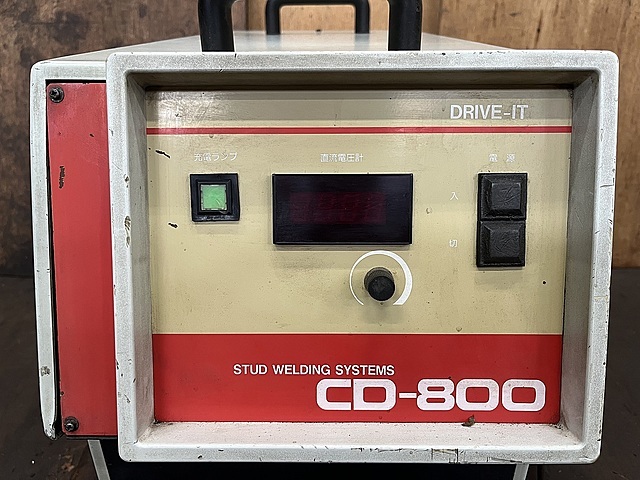 DRIVE-IT
充電ランプ
直流電圧計
電源
入
切
STUD WELDING SYSTEMS
CD-800